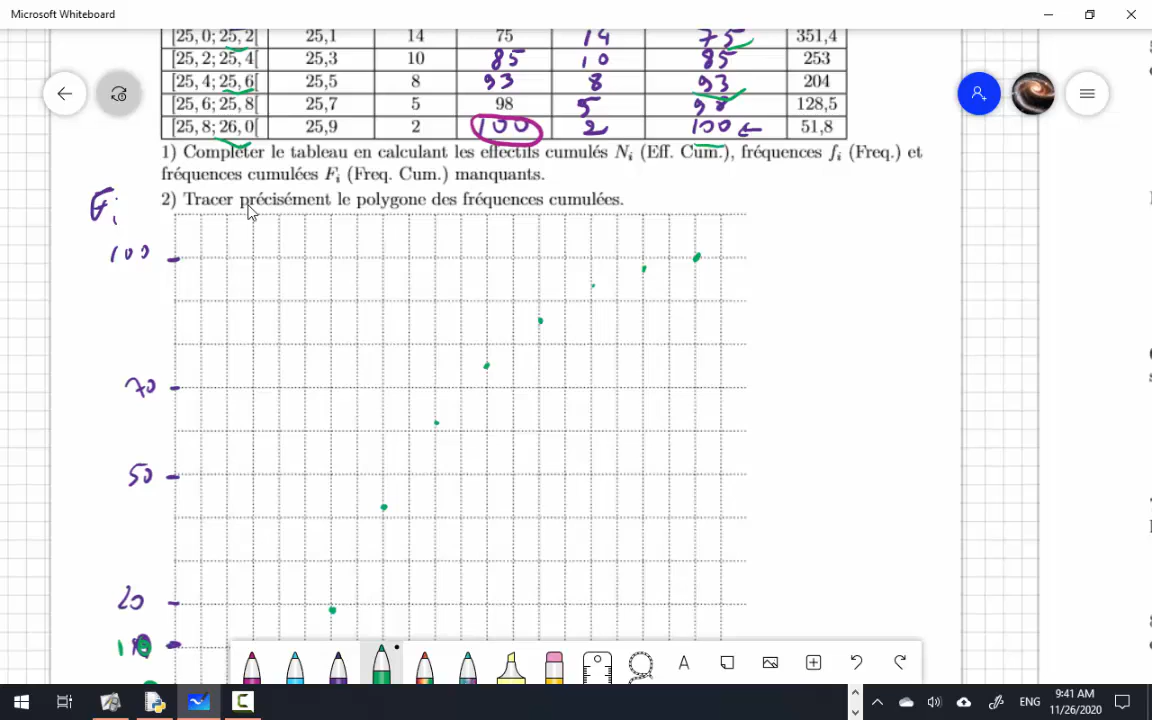 Microsoft Whiteboard
[25, 0; 25, 2[ 25,1 14 75 14 75 351,4
[25, 2; 25, 4[ 25,3 10 85 10 85 253
[25, 4; 25, 6[ 25,5 8 93 8 93 204
[25, 6; 25, 8[ 25,7 5 98 5 98 128,5
[25, 8; 26, 0[ 25,9 2 100 2 100 ← 51,8
1) Compléter le tableau en calculant les effectifs cumulés Ni (Eff. Cum.), fréquences fi (Freq.) et
fréquences cumulées Fi (Freq. Cum.) manquants.
2) Tracer précisément le polygone des fréquences cumulées.
Fi
100
70
50
20
ENG
9:41 AM
11/26/2020